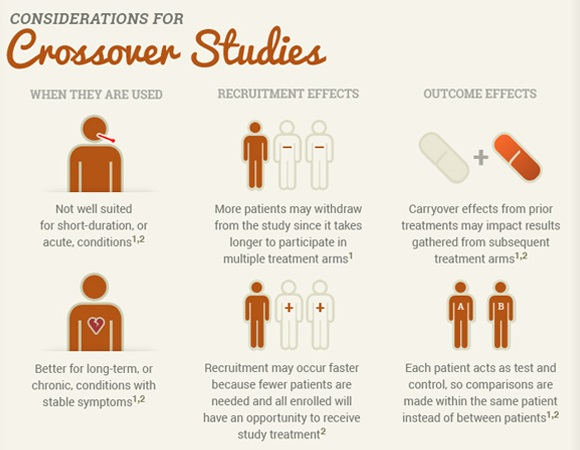 CONSIDERATIONS FOR
Crossover Studies
WHEN THEY ARE USED
Not well suited
for short-duration, or
acute, conditions1,2
Better for long-term, or
chronic, conditions with
stable symptoms1,2
RECRUITMENT EFFECTS
– –
More patients may withdraw
from the study since it takes
longer to participate in
multiple treatment arms1
+ +
Recruitment may occur faster
because fewer patients are
needed and all enrolled will
have an opportunity to receive
study treatment2
OUTCOME EFFECTS
+
Carryover effects from prior
treatments may impact results
gathered from subsequent
treatment arms1,2
A B
Each patient acts as test and
control, so comparisons are
made within the same patient
instead of between patients1,2